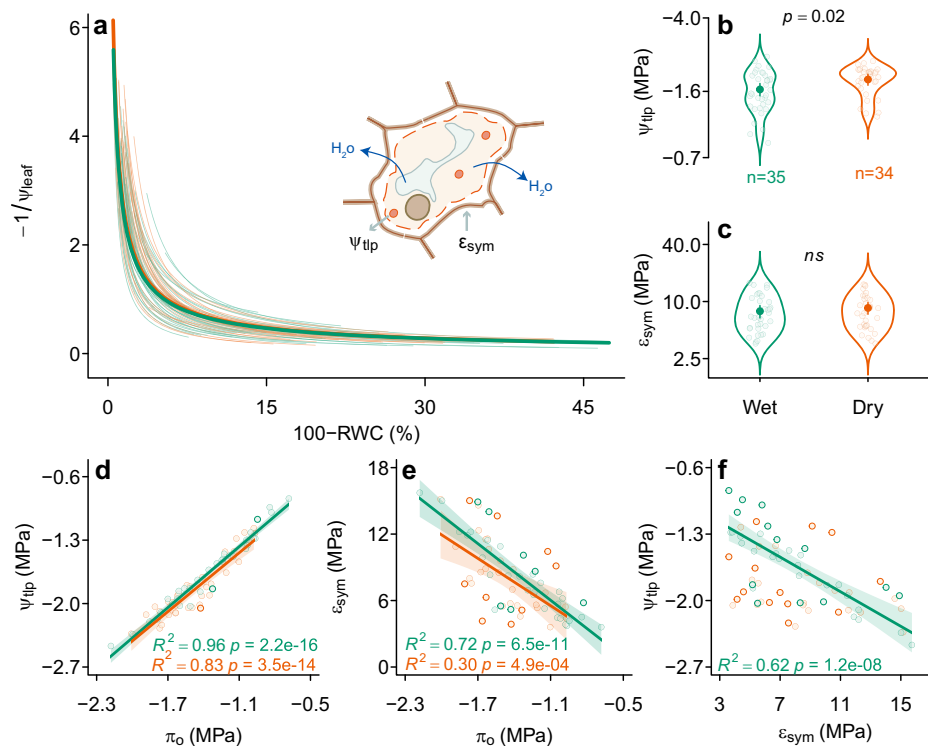 a
6
4
2
0
−1/ψleaf
0 15 30 45
100−RWC (%)
H2o
H2o
ψtlp
εsym
b
−4.0
−1.6
−0.7
ψtlp (MPa)
p = 0.02
n=35 n=34
c
40.0
10.0
2.5
εsym (MPa)
ns
Wet Dry
d
−0.6
−1.3
−2.0
−2.7
ψtlp (MPa)
R2 = 0.96 p = 2.2e-16
R2 = 0.83 p = 3.5e-14
−2.3 −1.7 −1.1 −0.5
πo (MPa)
e
18
12
6
0
εsym (MPa)
R2 = 0.72 p = 6.5e-11
R2 = 0.30 p = 4.9e-04
−2.3 −1.7 −1.1 −0.5
πo (MPa)
f
−0.6
−1.3
−2.0
−2.7
ψtlp (MPa)
R2 = 0.62 p = 1.2e-08
3 7 11 15
εsym (MPa)